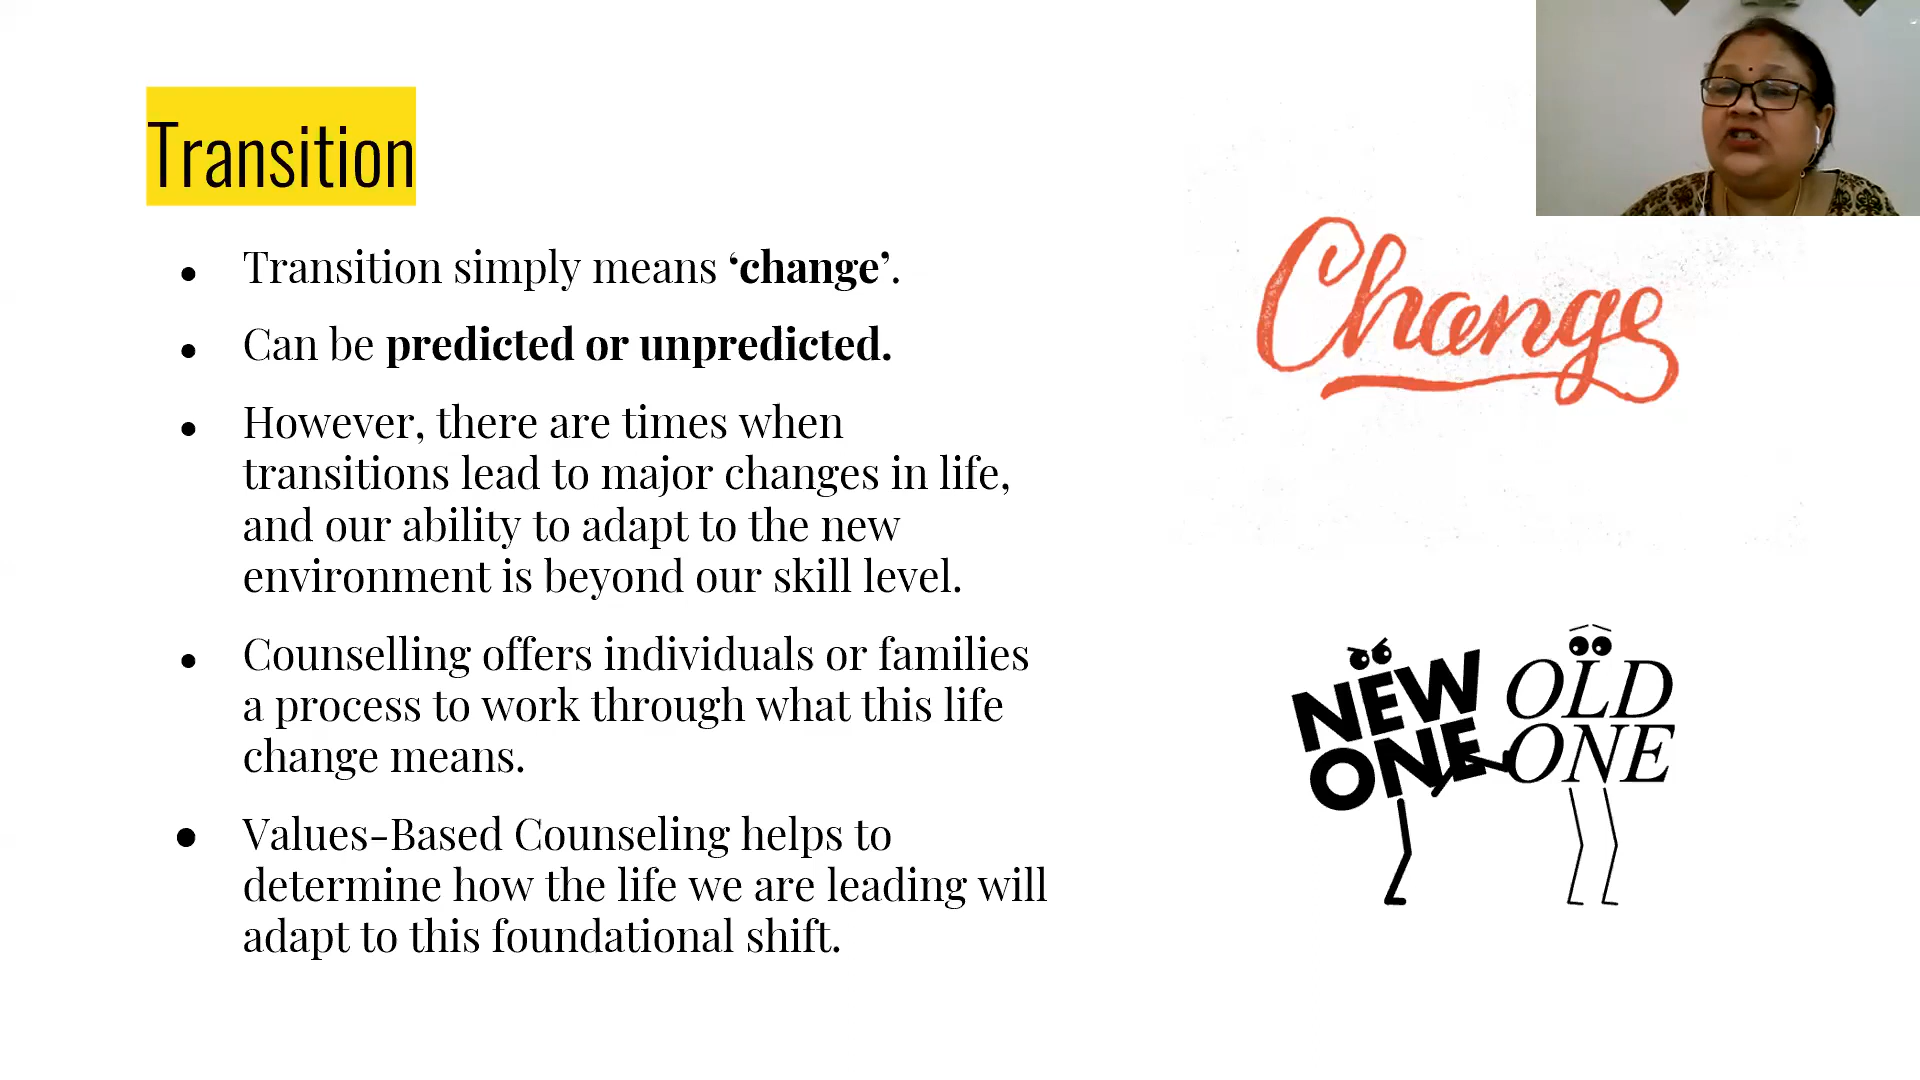 Transition
• Transition simply means ‘change’.
• Can be predicted or unpredicted.
• However, there are times when
transitions lead to major changes in life,
and our ability to adapt to the new
environment is beyond our skill level.
• Counselling offers individuals or families
a process to work through what this life
change means.
• Values-Based Counseling helps to
determine how the life we are leading will
adapt to this foundational shift.
Change
NEW
ONE
OLD
ONE